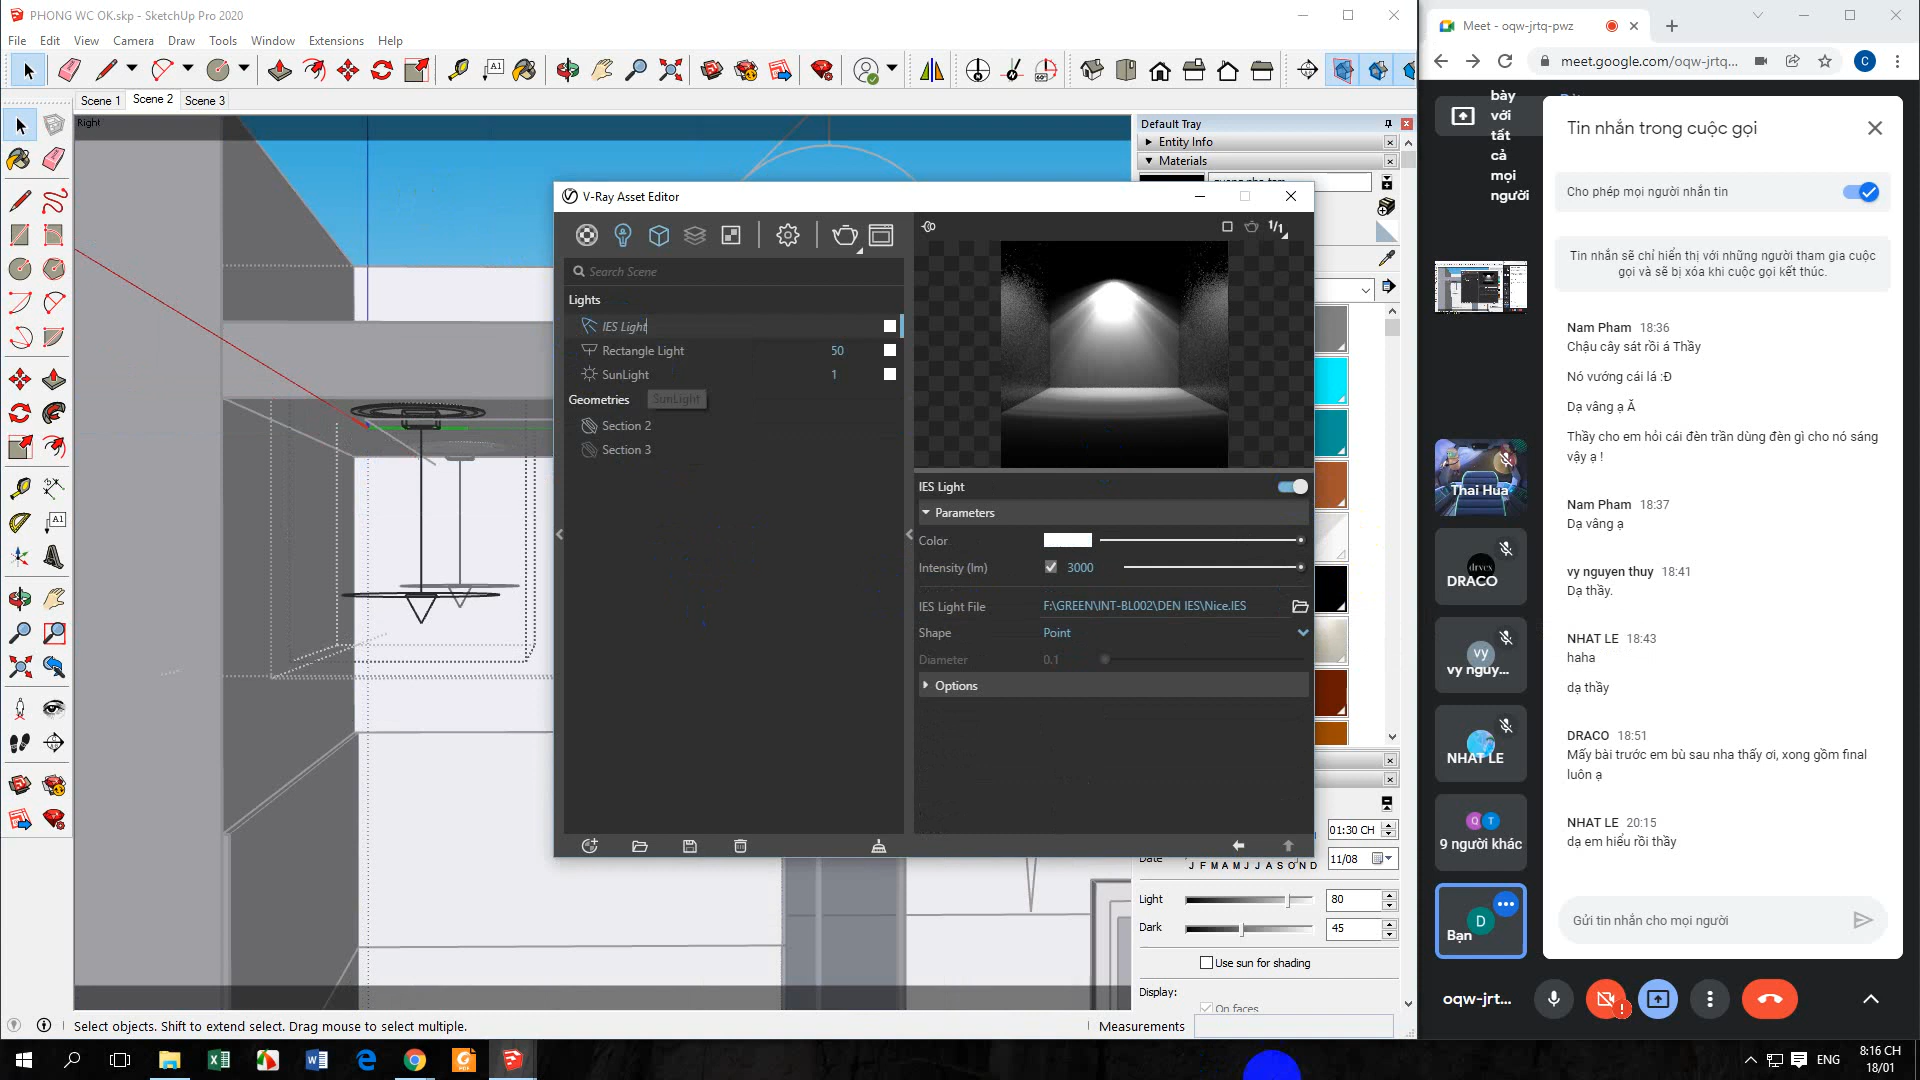 PHONG WC OK.skp - SketchUp Pro 2020
File Edit View Camera Draw Tools Window Extensions Help
Scene 1 Scene 2 Scene 3
Right
Default Tray
Entity Info
Materials
V-Ray Asset Editor
Search Scene
Lights
IES Light
Rectangle Light 50
SunLight 1
Geometries
SunLight
Section 2
Section 3
1/1
IES Light
Parameters
Color
Intensity (lm) 3000
IES Light File F:\GREEN\INT-BL002\DEN IES\Nice.IES
Shape Point
Diameter 0.1
Options
01:30 CH
Date J F M A M J J A S O N D 11/08
Light 80
Dark 45
Use sun for shading
Display:
On faces
Select objects. Shift to extend select. Drag mouse to select multiple.
Measurements
Meet - oqw-jrtq-pwz
meet.google.com/oqw-jrtq...
C
bày
với
tất
cả
mọi
người
Thai Hua
drvcs
DRACO
vy
vy nguy...
NHAT LE
Q T
9 người khác
D
Bạn
Tin nhắn trong cuộc gọi
Cho phép mọi người nhắn tin
Tin nhắn sẽ chỉ hiển thị với những người tham gia cuộc
gọi và sẽ bị xóa khi cuộc gọi kết thúc.
Nam Pham 18:36
Chậu cây sát rồi á Thầy
Nó vướng cái lá :Đ
Dạ vâng ạ Ă
Thầy cho em hỏi cái đèn trần dùng đèn gì cho nó sáng
vậy ạ !
Nam Pham 18:37
Dạ vâng ạ
vy nguyen thuy 18:41
Dạ thầy.
NHAT LE 18:43
haha
dạ thầy
DRACO 18:51
Mấy bài trước em bù sau nha thấy ơi, xong gồm final
luôn ạ
NHAT LE 20:15
dạ em hiểu rồi thầy
Gửi tin nhắn cho mọi người
oqw-jrt...
ENG
8:16 CH
18/01